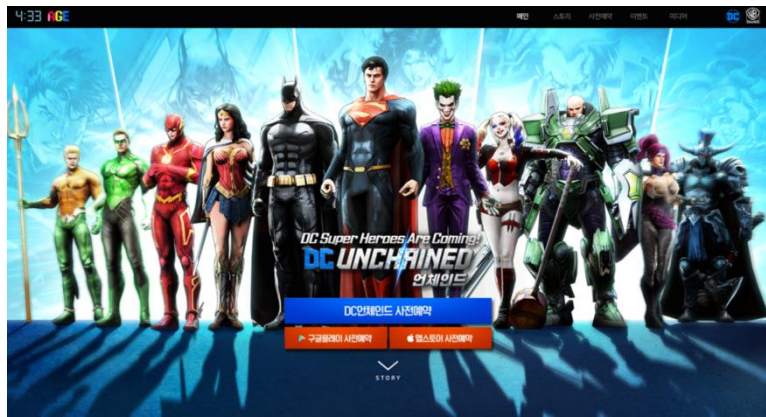 4:33 AGE
메인 스토리 사전예약 이벤트 미디어
DC
DC Super Heroes Are Coming!
DC UNCHAINED
언체인드
DC언체인드 사전예약
구글플레이 사전예약 앱스토어 사전예약
STORY